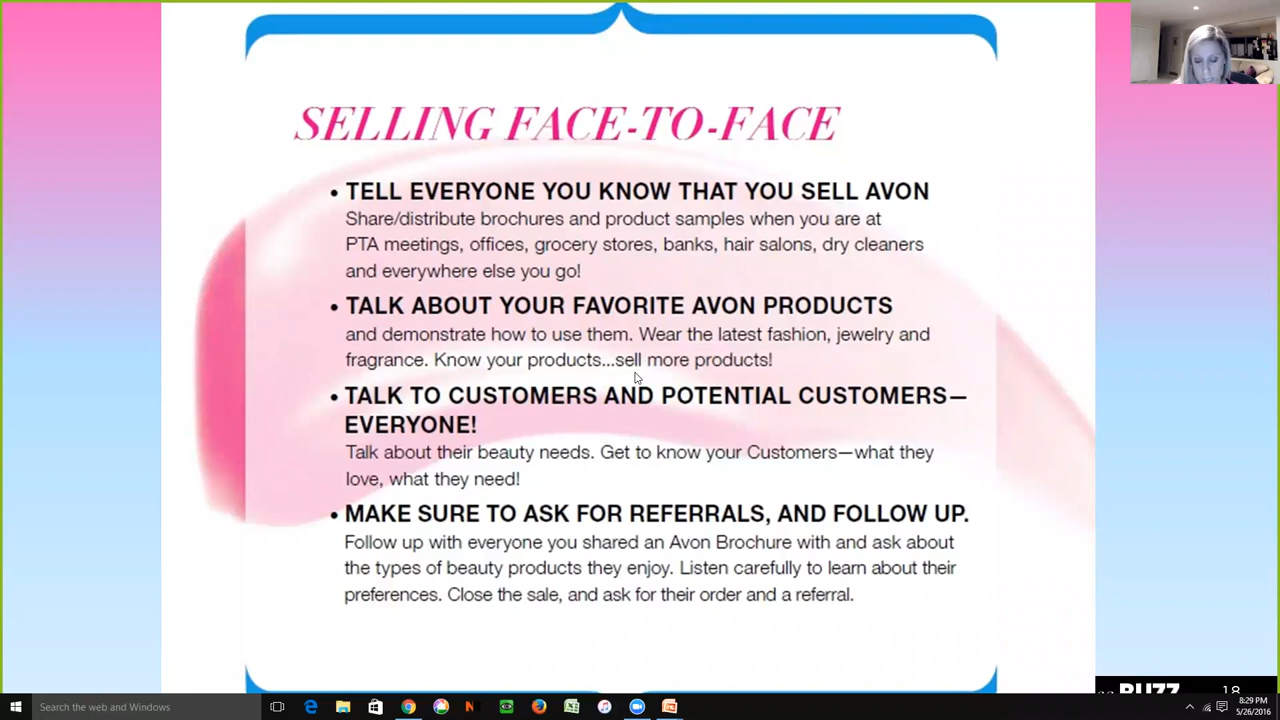 SELLING FACE-TO-FACE
• TELL EVERYONE YOU KNOW THAT YOU SELL AVON
Share/distribute brochures and product samples when you are at
PTA meetings, offices, grocery stores, banks, hair salons, dry cleaners
and everywhere else you go!
• TALK ABOUT YOUR FAVORITE AVON PRODUCTS
and demonstrate how to use them. Wear the latest fashion, jewelry and
fragrance. Know your products...sell more products!
• TALK TO CUSTOMERS AND POTENTIAL CUSTOMERS—
EVERYONE!
Talk about their beauty needs. Get to know your Customers—what they
love, what they need!
• MAKE SURE TO ASK FOR REFERRALS, AND FOLLOW UP.
Follow up with everyone you shared an Avon Brochure with and ask about
the types of beauty products they enjoy. Listen carefully to learn about their
preferences. Close the sale, and ask for their order and a referral.
BUZZ 18
Search the web and Windows
8:29 PM
5/26/2016